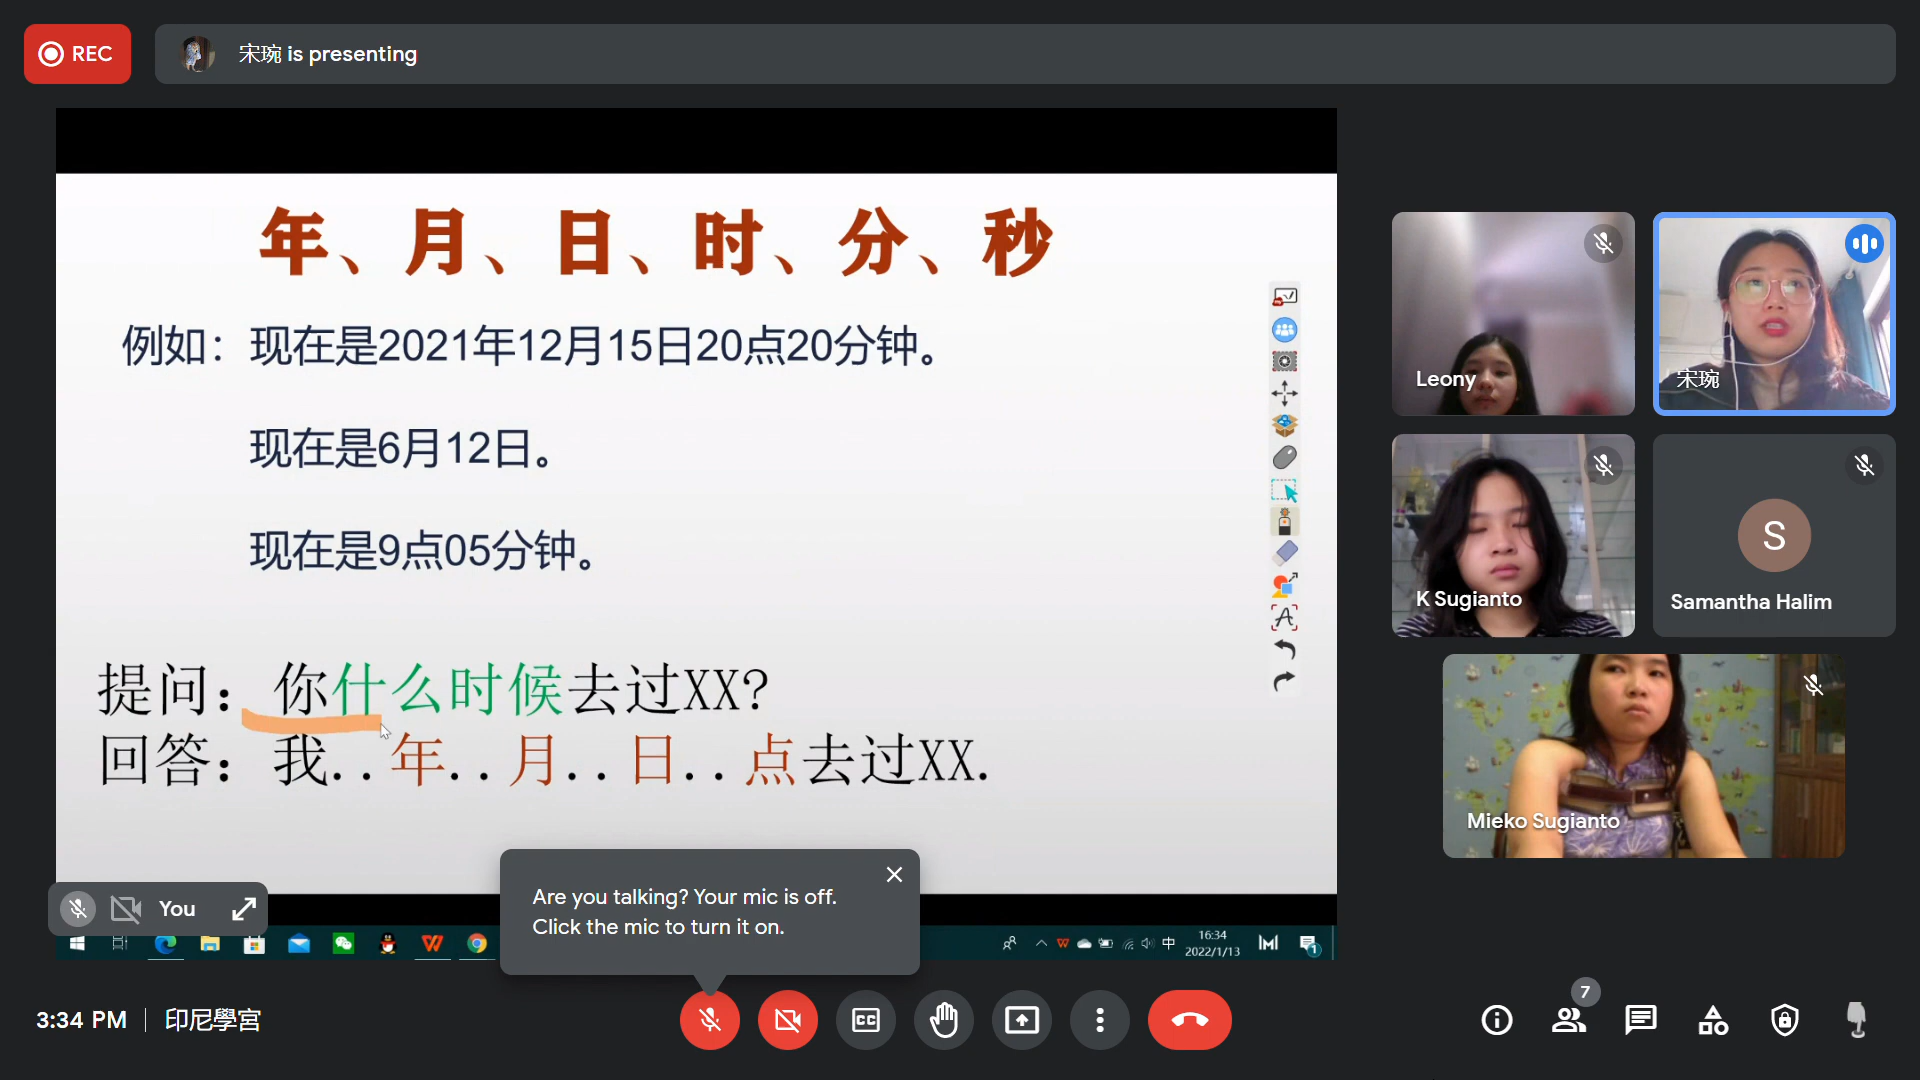 REC
宋琬 is presenting
年、月、日、时、分、秒
例如：现在是2021年12月15日20点20分钟。
现在是6月12日。
现在是9点05分钟。
提问：你什么时候去过XX?
回答：我..年..月..日..点去过XX.
Leony
宋琬
K Sugianto
S
Samantha Halim
Mieko Sugianto
You
Are you talking? Your mic is off.
Click the mic to turn it on.
中
16:34
2022/1/13
1
3:34 PM
印尼學宮
CC
7